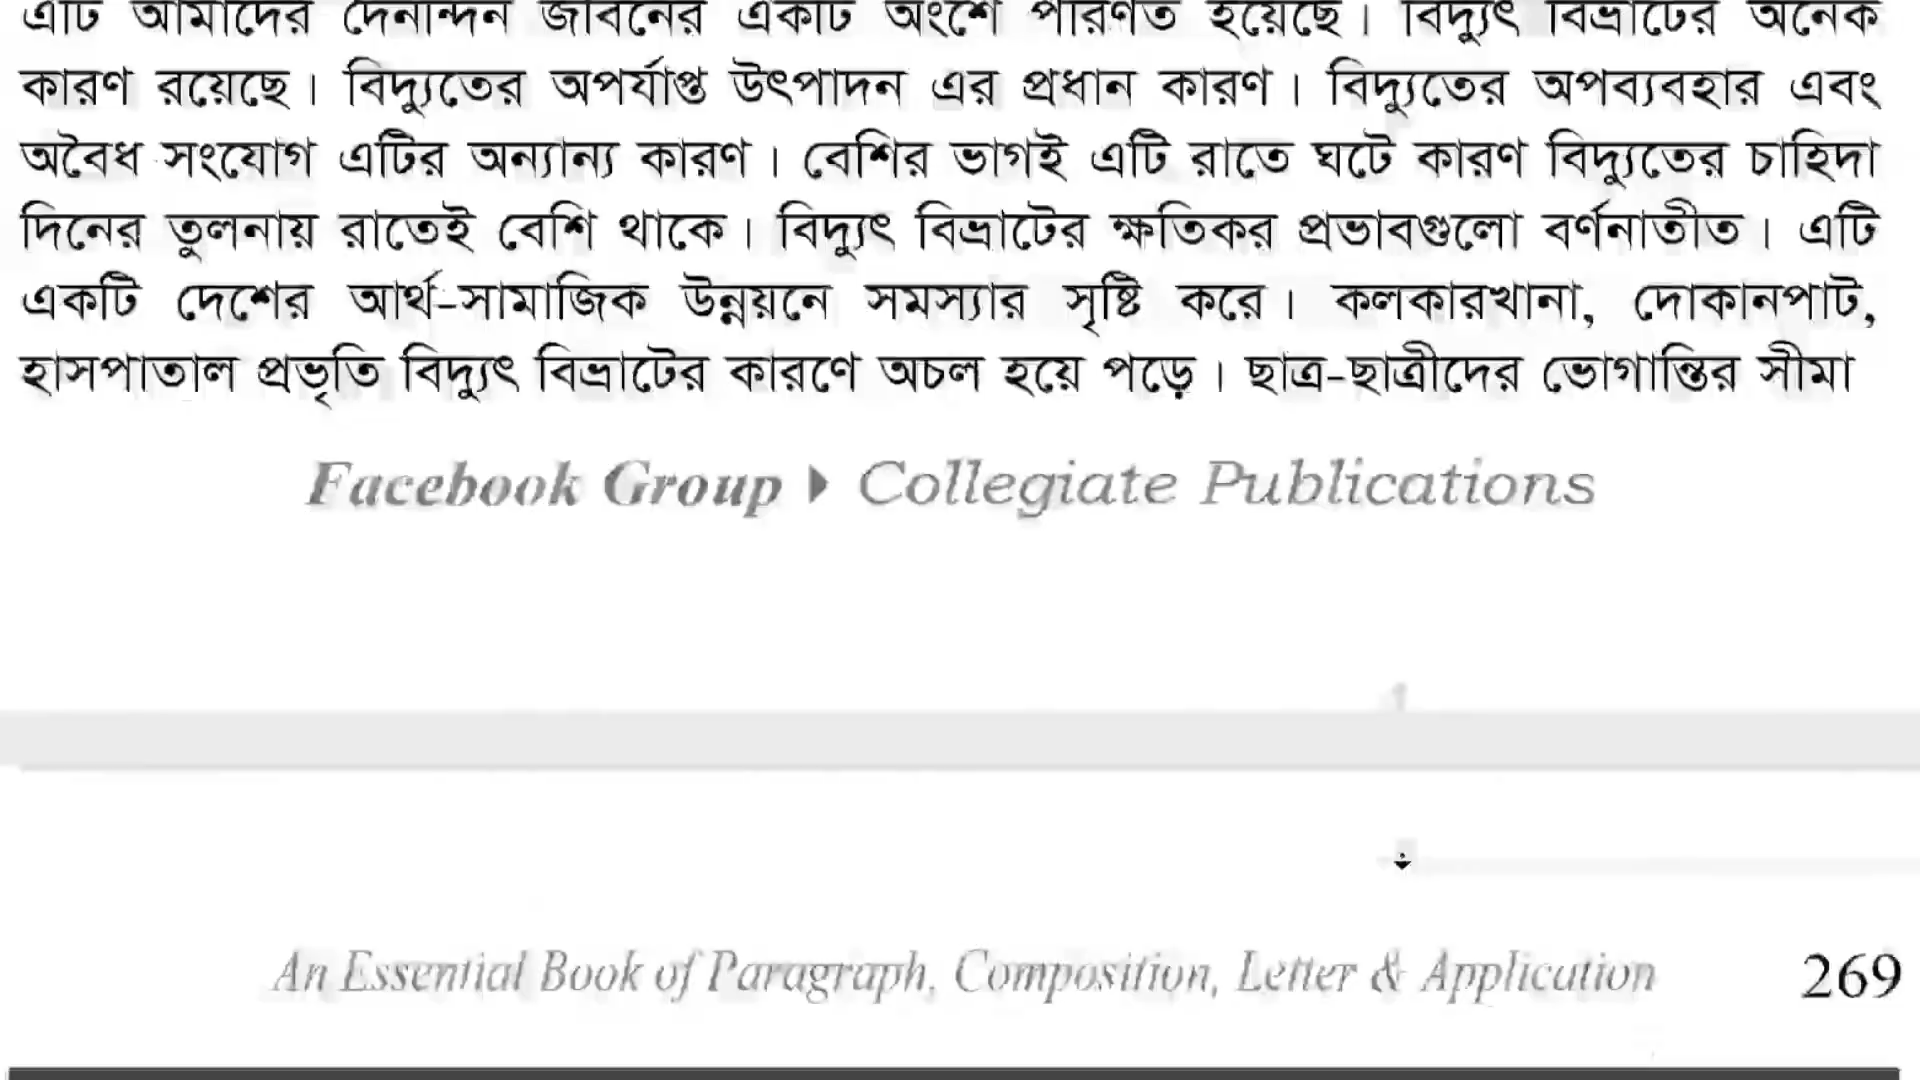 এটি আমাদের দৈনন্দিন জীবনের একটি অংশে পরিণত হয়েছে। বিদ্যুৎ বিভ্রাটের অনেক
কারণ রয়েছে। বিদ্যুতের অপর্যাপ্ত উৎপাদন এর প্রধান কারণ। বিদ্যুতের অপব্যবহার এবং
অবৈধ সংযোগ এটির অন্যান্য কারণ। বেশির ভাগই এটি রাতে ঘটে কারণ বিদ্যুতের চাহিদা
দিনের তুলনায় রাতেই বেশি থাকে। বিদ্যুৎ বিভ্রাটের ক্ষতিকর প্রভাবগুলো বর্ণনাতীত। এটি
একটি দেশের আর্থ-সামাজিক উন্নয়নে সমস্যার সৃষ্টি করে। কলকারখানা, দোকানপাট,
হাসপাতাল প্রভৃতি বিদ্যুৎ বিভ্রাটের কারণে অচল হয়ে পড়ে। ছাত্র-ছাত্রীদের ভোগান্তির সীমা
Facebook Group Collegiate Publications
An Essential Book of Paragraph, Composition, Letter & Application 269